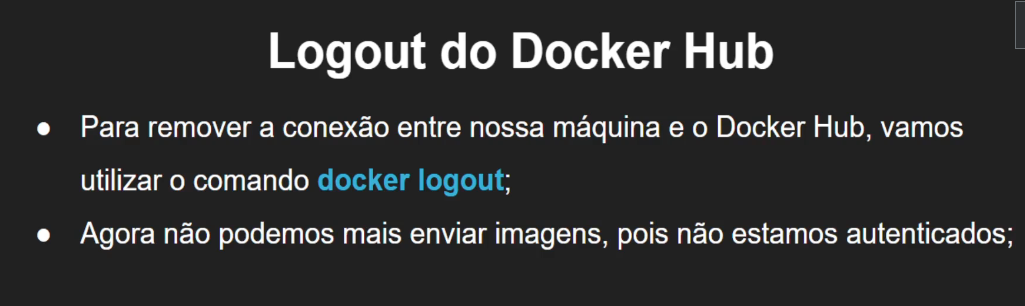 Logout do Docker Hub
● Para remover a conexão entre nossa máquina e o Docker Hub, vamos
utilizar o comando docker logout;
● Agora não podemos mais enviar imagens, pois não estamos autenticados;